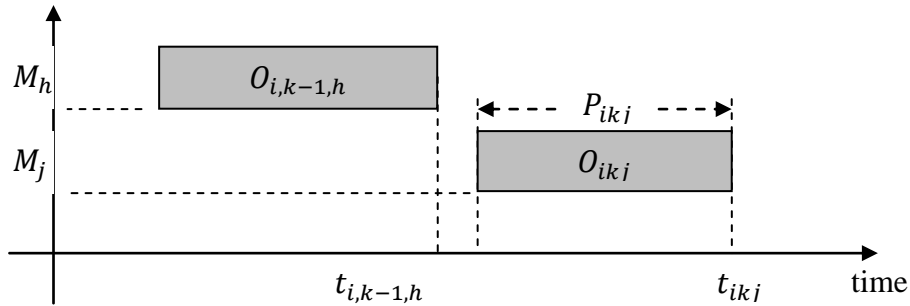 M_h
O_{i,k−1,h}
P_{ikj}
M_j
O_{ikj}
t_{i,k−1,h}
t_{ikj}
time